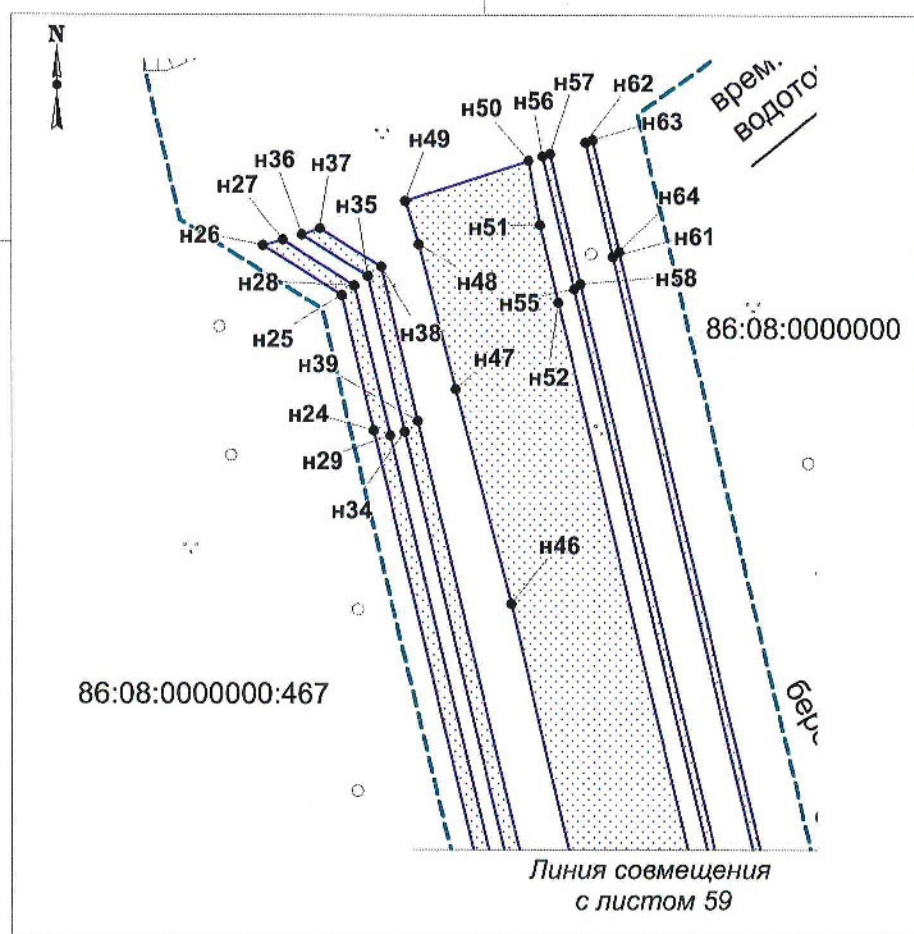 N
врем.
н57
н62
н56
н50
н63
н49
н37
н36
н27
н35
н64
н26
н51
н61
н48
н28
н58
н55
н25
н38
86:08:0000000
н47
н39
н52
н24
н29
н34
н46
86:08:0000000:467
Линия совмещения
с листом 59